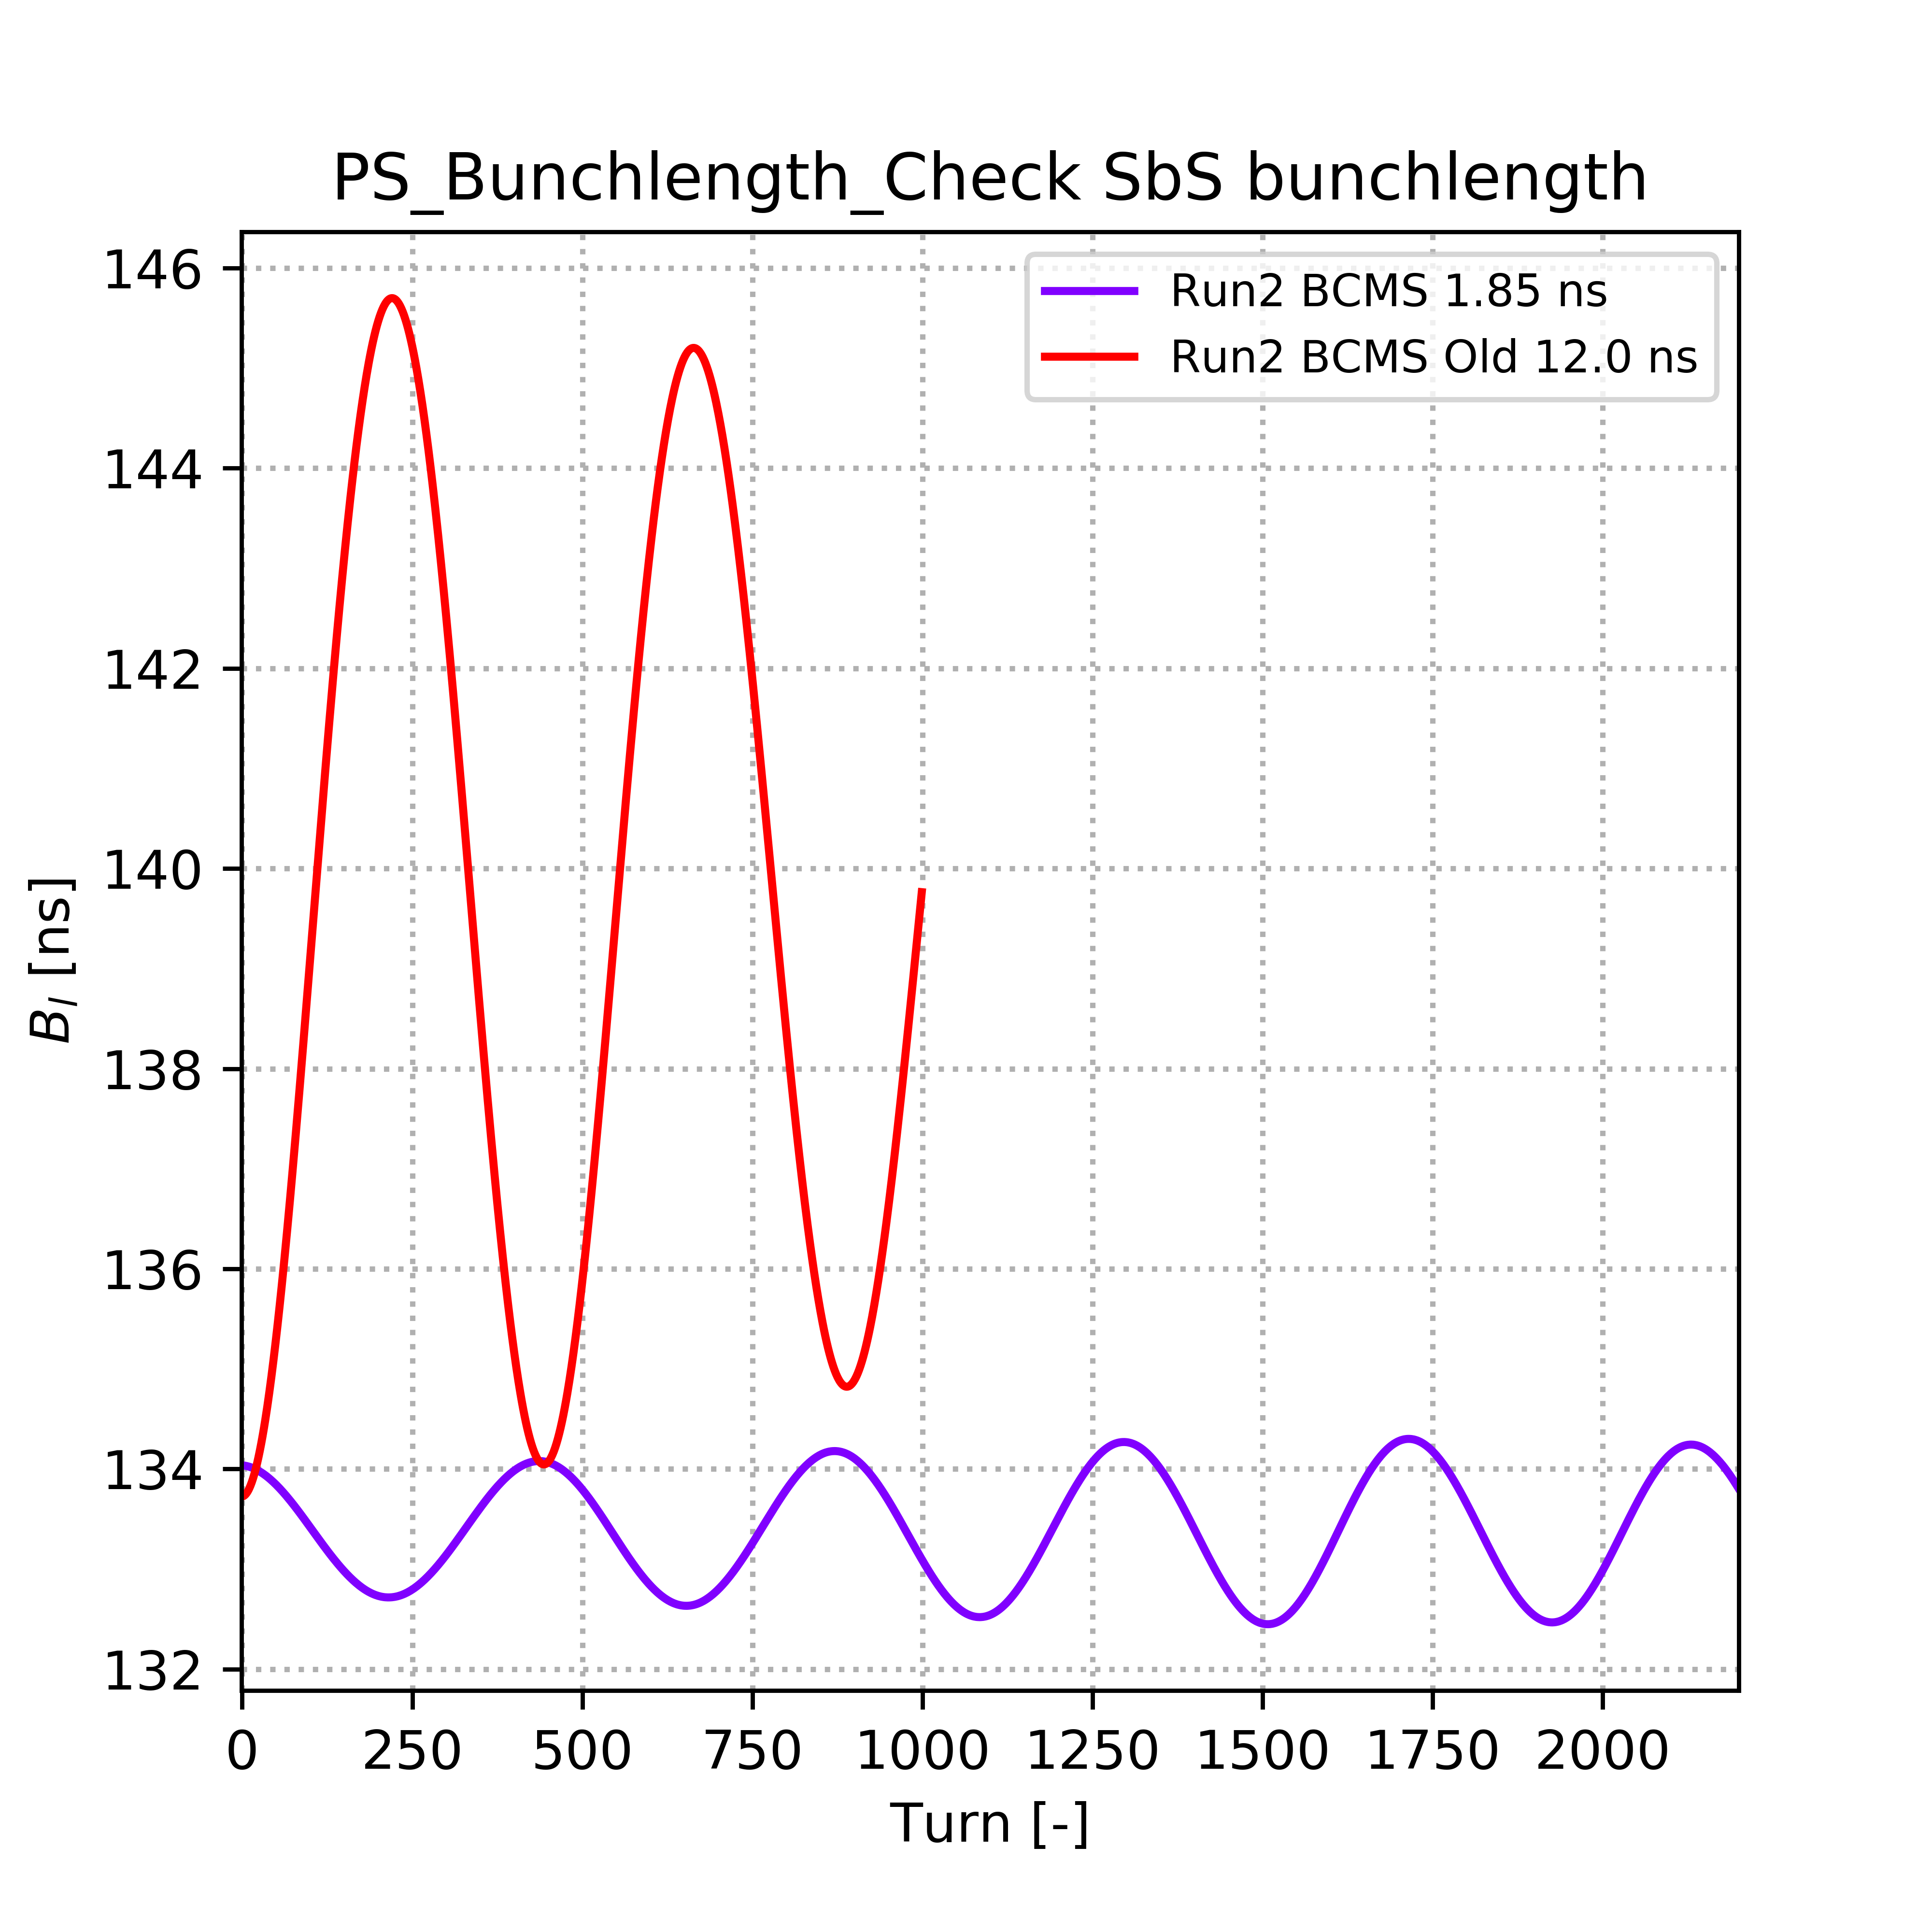 PS_Bunchlength_Check SbS bunchlength
Run2 BCMS 1.85 ns
Run2 BCMS Old 12.0 ns
B_l [ns]
146
144
142
140
138
136
134
132
0 250 500 750 1000 1250 1500 1750 2000
Turn [-]